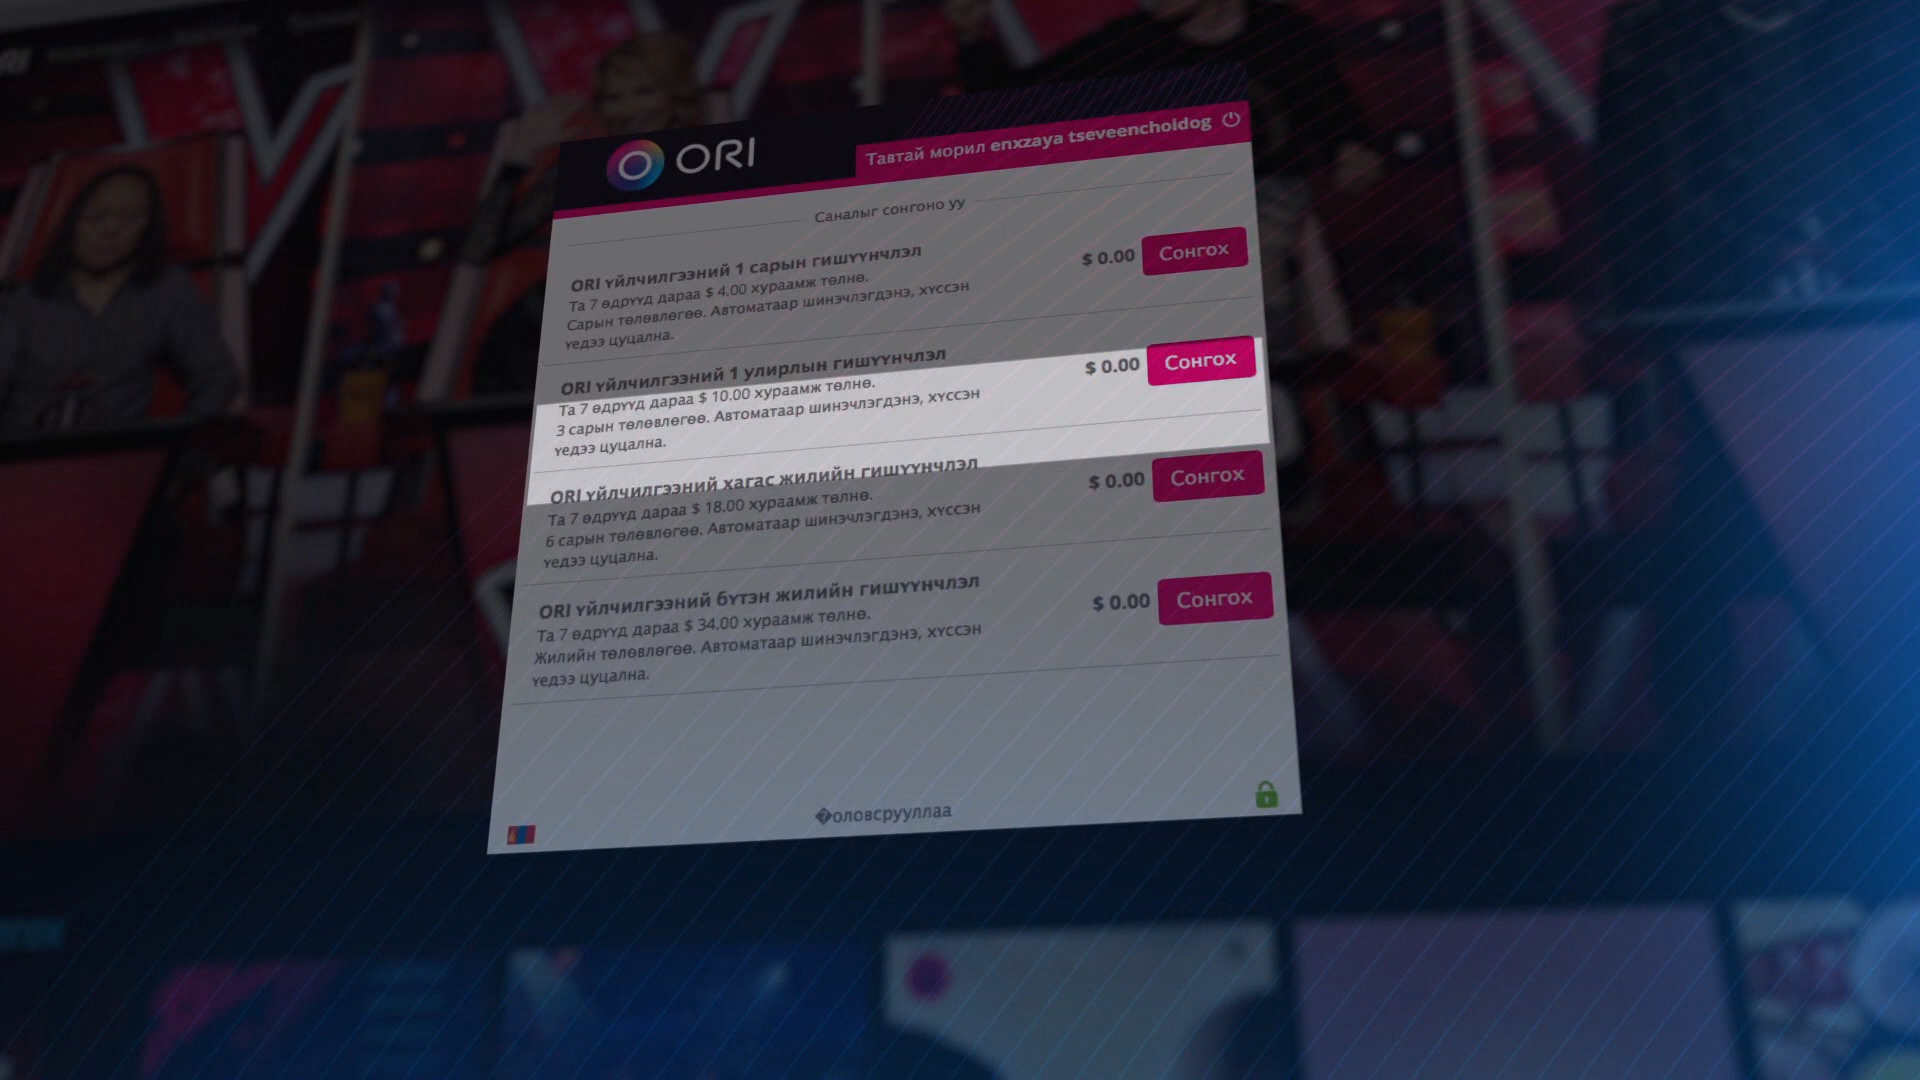 ORI
Тавтай морил enxzaya tseveenchoidog
Саналыг сонгоно уу
ORI үйлчилгээний 1 сарын гишүүнчлэл
Та 7 өдрүүд дараа $ 4.00 хураамж төлнө.
Сарын төлөвлөгөө. Автоматаар шинэчлэгдэнэ, хүссэн
үедээ цуцална.
$ 0.00
Сонгох
ORI үйлчилгээний 1 улирлын гишүүнчлэл
Та 7 өдрүүд дараа $ 10.00 хураамж төлнө.
3 сарын төлөвлөгөө. Автоматаар шинэчлэгдэнэ, хүссэн
үедээ цуцална.
$ 0.00
Сонгох
ORI үйлчилгээний хагас жилийн гишүүнчлэл
Та 7 өдрүүд дараа $ 18.00 хураамж төлнө.
6 сарын төлөвлөгөө. Автоматаар шинэчлэгдэнэ, хүссэн
үедээ цуцална.
$ 0.00
Сонгох
ORI үйлчилгээний бүтэн жилийн гишүүнчлэл
Та 7 өдрүүд дараа $ 34.00 хураамж төлнө.
Жилийн төлөвлөгөө. Автоматаар шинэчлэгдэнэ, хүссэн
үедээ цуцална.
$ 0.00
Сонгох
�оловсрууллаа